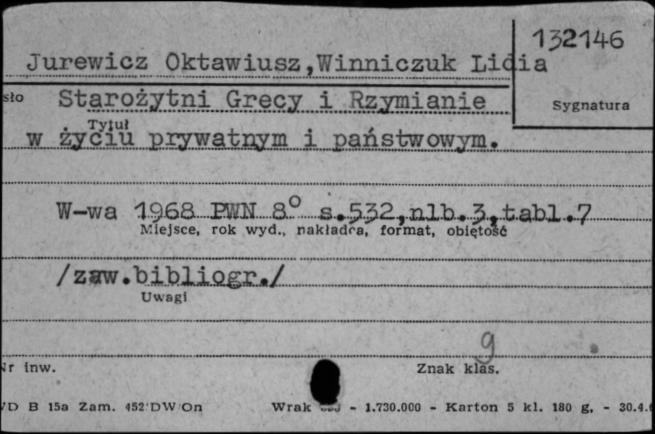 132146
Jurewicz Oktawiusz,Winniczuk Lidia
sło Starożytni Grecy i Rzymianie
Sygnatura
Tytuł
w życiu prywatnym i państwowym.
W-wa 1968 PWN 8° s.532,nlb.3,tabl.7
Miejsce, rok wyd., nakładca, format, objętość
/zaw.bibliogr./
Uwagi
9
Nr inw.
Znak klas.
D B 15a Zam. 452 DW On Wrak - 1.730.000 - Karton 5 kl. 180 g, - 30.4.